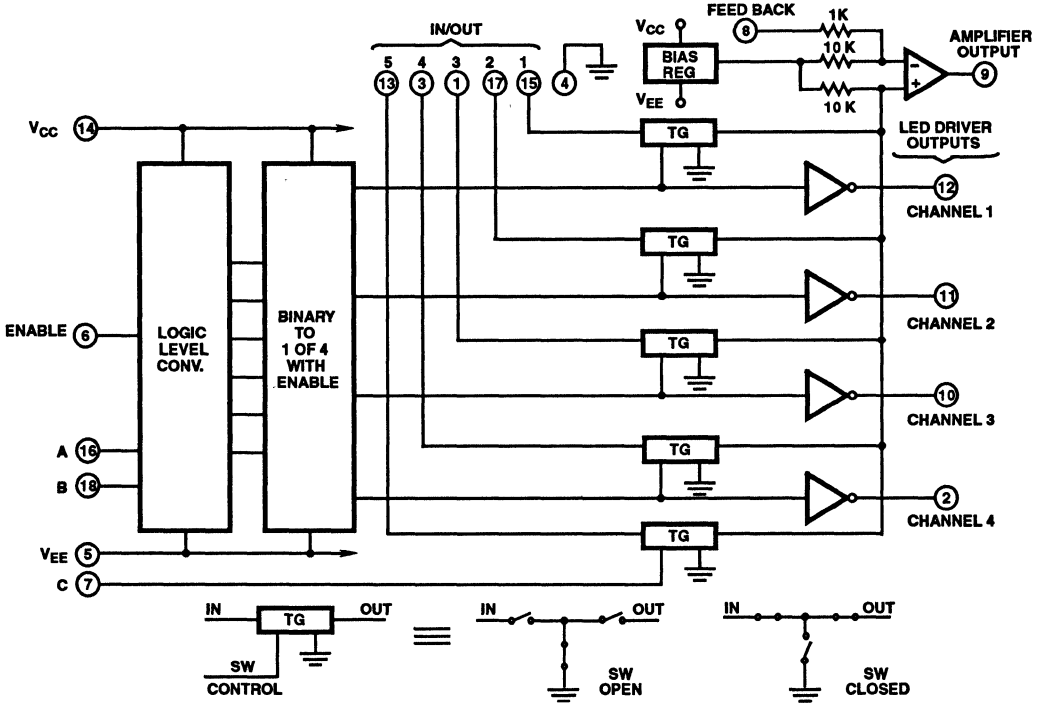 FEED BACK
8
1K
IN/OUT
VCC
10 K
AMPLIFIER
OUTPUT
5 4 3 2 1
BIAS
REG
−
+
9
13 3 1 17 15 4
VEE
10 K
VCC 14
TG
LED DRIVER
OUTPUTS
12
CHANNEL 1
TG
11
CHANNEL 2
ENABLE 6
LOGIC
LEVEL
CONV.
BINARY
TO
1 OF 4
WITH
ENABLE
TG
10
CHANNEL 3
A 16
B 18
TG
2
CHANNEL 4
VEE 5
TG
C 7
IN TG OUT
SW
CONTROL
IN OUT
SW
OPEN
IN OUT
SW
CLOSED